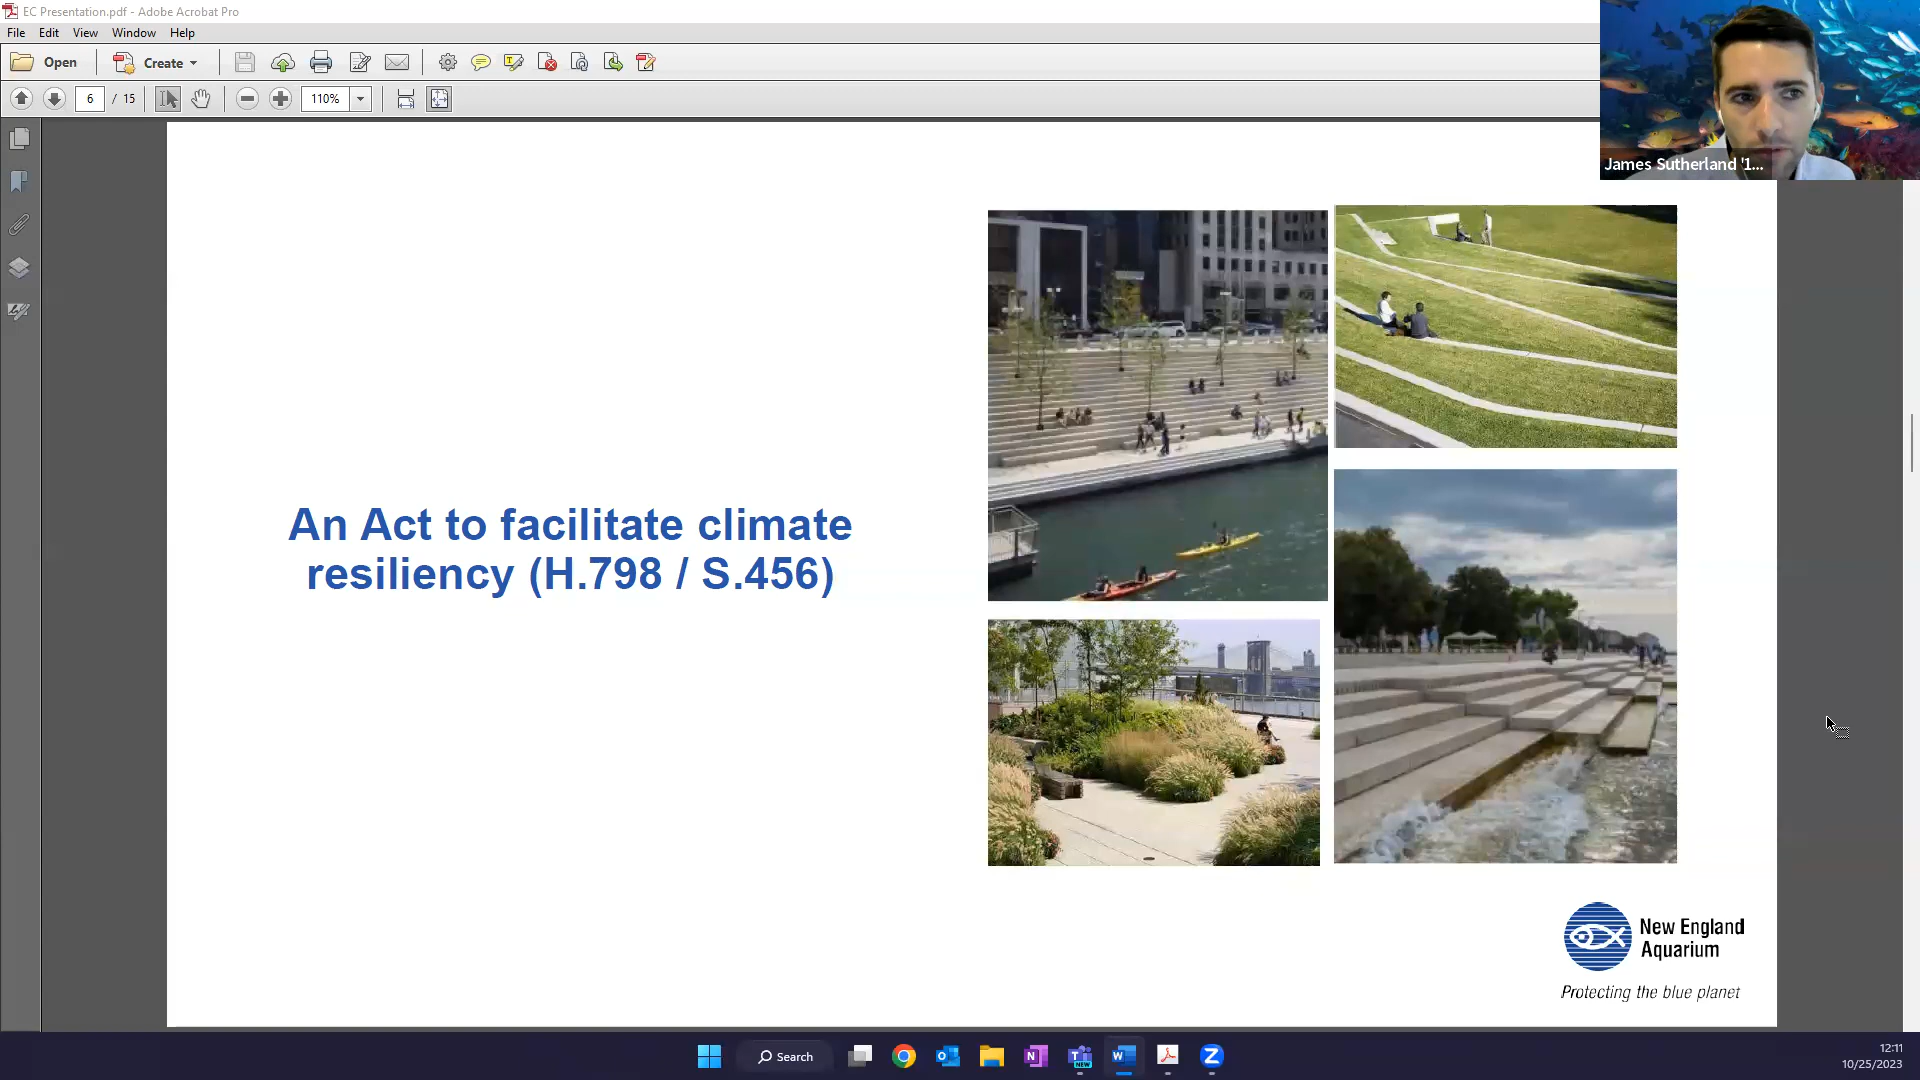 EC Presentation.pdf - Adobe Acrobat Pro
File Edit View Window Help
Open Create
6 / 15 110%
James Sutherland '1...
An Act to facilitate climate
resiliency (H.798 / S.456)
New England
Aquarium
Protecting the blue planet
Search
NEW
12:11
10/25/2023